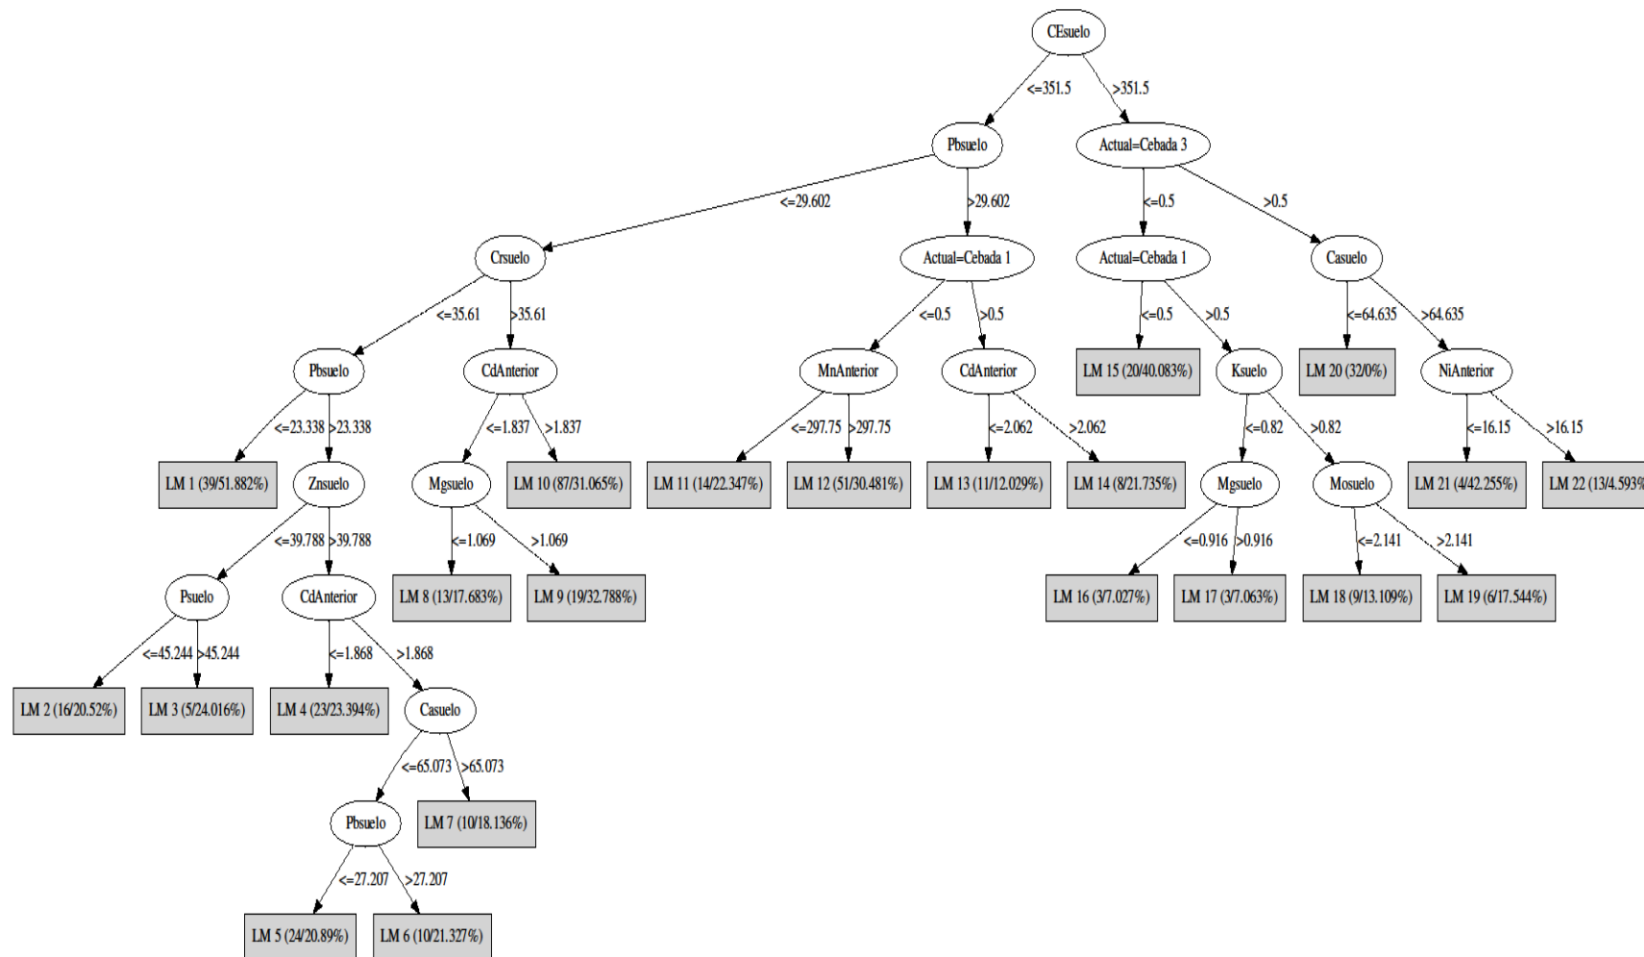 CEsuelo
<=351.5 >351.5
Pbsuelo Actual=Cebada 3
<=29.602 >29.602 <=0.5 >0.5
Crsuelo Actual=Cebada 1 Actual=Cebada 1 Casuelo
<=35.61 >35.61 <=0.5 >0.5 <=0.5 >0.5 <=64.635 >64.635
Pbsuelo CdAnterior MnAnterior CdAnterior LM 15 (20/40.083%) Ksuelo LM 20 (32/0%) NiAnterior
<=23.338 >23.338 <=1.837 >1.837 <=297.75 >297.75 <=2.062 >2.062 <=0.82 >0.82 <=16.15 >16.15
LM 1 (39/51.882%) Znsuelo Mgsuelo LM 10 (87/31.065%) LM 11 (14/22.347%) LM 12 (51/30.481%) LM 13 (11/12.029%) LM 14 (8/21.735%) Mgsuelo Mosuelo LM 21 (4/42.255%) LM 22 (13/4.593%
<=39.788 >39.788 <=1.069 >1.069 <=0.916 >0.916 <=2.141 >2.141
Psuelo CdAnterior LM 8 (13/17.683%) LM 9 (19/32.788%) LM 16 (3/7.027%) LM 17 (3/7.063%) LM 18 (9/13.109%) LM 19 (6/17.544%)
<=45.244 >45.244 <=1.868 >1.868
LM 2 (16/20.52%) LM 3 (5/24.016%) LM 4 (23/23.394%) Casuelo
<=65.073 >65.073
Pbsuelo LM 7 (10/18.136%)
<=27.207 >27.207
LM 5 (24/20.89%) LM 6 (10/21.327%)